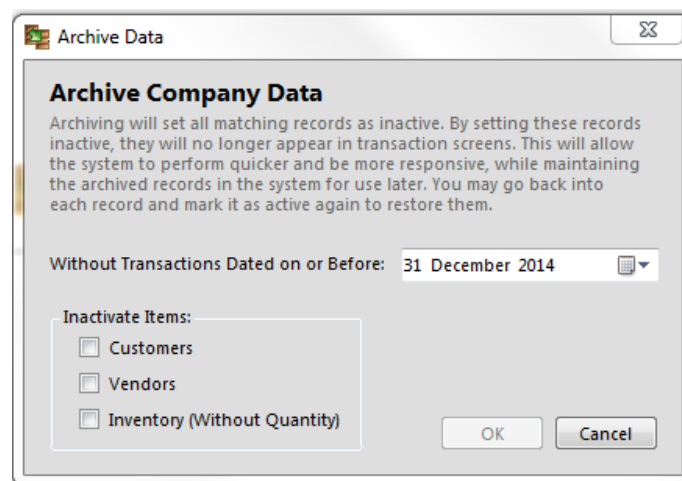 Archive Data
Archive Company Data
Archiving will set all matching records as inactive. By setting these records
inactive, they will no longer appear in transaction screens. This will allow
the system to perform quicker and be more responsive, while maintaining
the archived records in the system for use later. You may go back into
each record and mark it as active again to restore them.
Without Transactions Dated on or Before: 31 December 2014
Inactivate Items:
Customers
Vendors
Inventory (Without Quantity)
OK Cancel